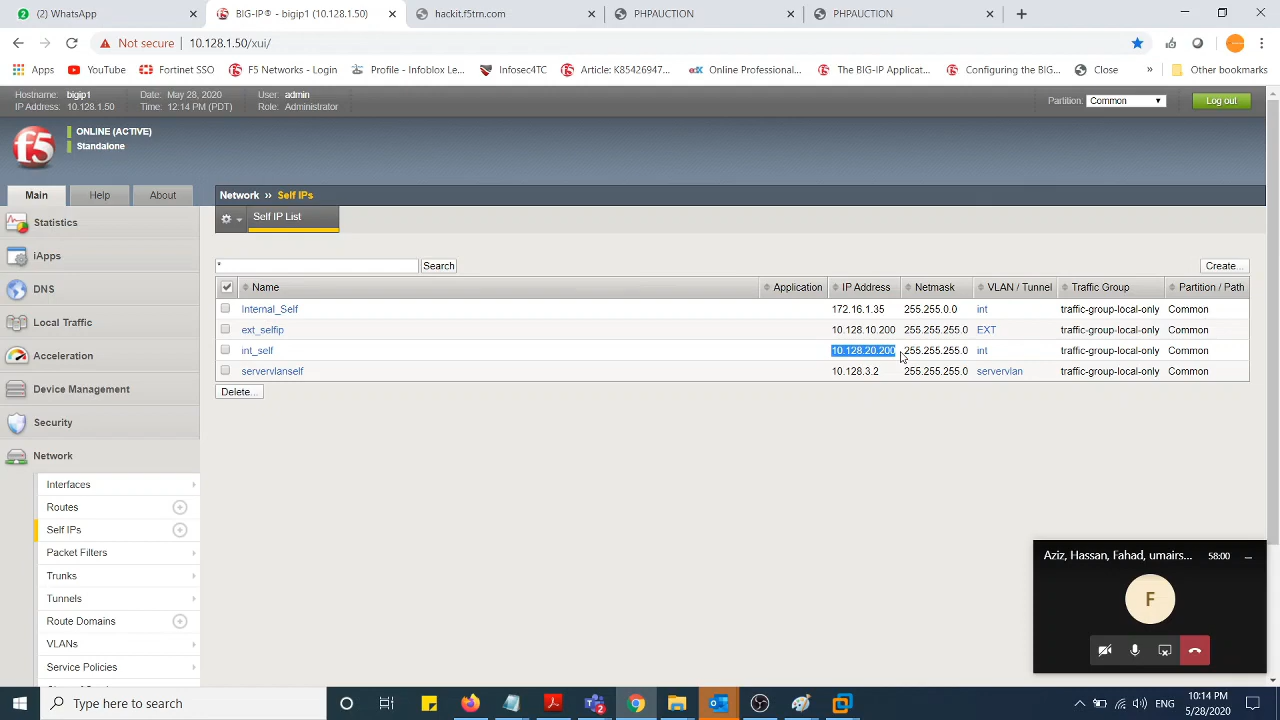 2 WhatsApp
BIG-IP® - bigip1 (10.128.1.50)
hackit.f5trn.com
PHPAUCTION
PHPAUCTION
Not secure 10.128.1.50/xui/
Apps YouTube Fortinet SSO F5 Networks - Login Profile - Infoblox Le... Infosec4TC Article: K8542694​7... Online Professional... The BIG-IP Applicat... Configuring the BIG... Close » Other bookmarks
Hostname: bigip1 Date: May 28, 2020 User: admin
IP Address: 10.128.1.50 Time: 12:14 PM (PDT) Role: Administrator
Partition: Common Log out
f5
ONLINE (ACTIVE)
Standalone
Main Help About
Network » Self IPs
Self IP List
Statistics
iApps
DNS
Local Traffic
Acceleration
Device Management
Security
Network
Interfaces
Routes
Self IPs
Packet Filters
Trunks
Tunnels
Route Domains
VLANs
Service Policies
* Search Create...
Name Application IP Address Netmask VLAN / Tunnel Traffic Group Partition / Path
Internal_Self 172.16.1.35 255.255.0.0 int traffic-group-local-only Common
ext_selfip 10.128.10.200 255.255.255.0 EXT traffic-group-local-only Common
int_self 10.128.20.200 255.255.255.0 int traffic-group-local-only Common
servervlanself 10.128.3.2 255.255.255.0 servervlan traffic-group-local-only Common
Delete...
Aziz, Hassan, Fahad, umairs... 58:00
F
Type here to search
ENG
10:14 PM
5/28/2020